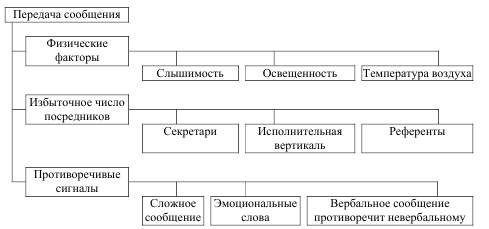 Передача сообщения
Физические
факторы
Слышимость
Освещенность
Температура воздуха
Избыточное число
посредников
Секретари
Исполнительная
вертикаль
Референты
Противоречивые
сигналы
Сложное
сообщение
Эмоциональные
слова
Вербальное сообщение
противоречит невербальному